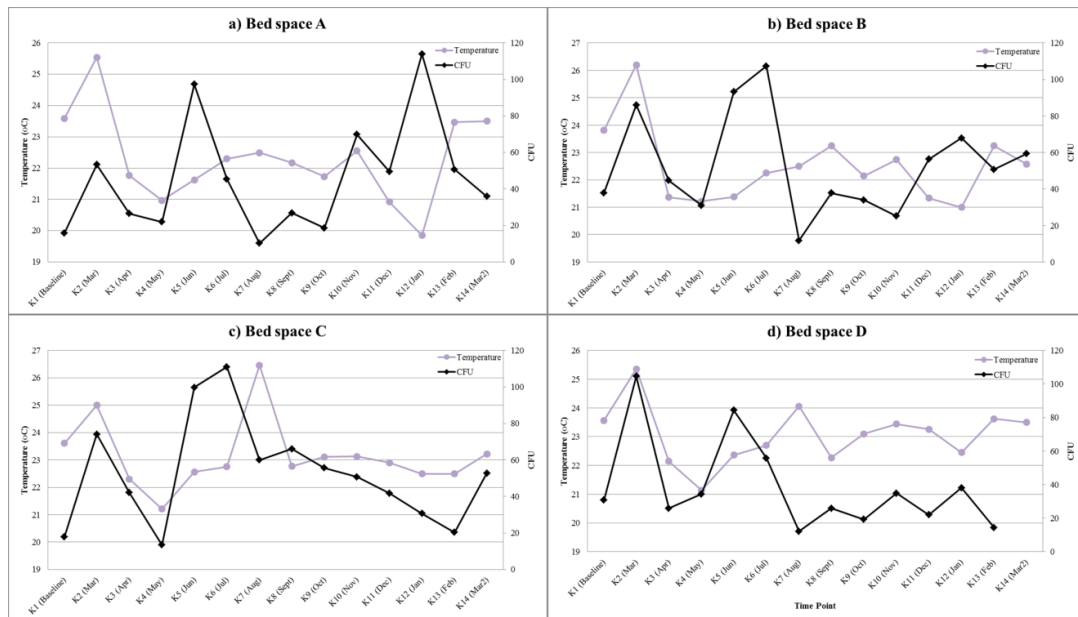 a) Bed space A
Temperature
CFU
26
25
24
23
22
21
20
19
Temperature (oC)
120
100
80
60
40
20
0
CFU
K1 (Baseline)
K2 (Mar)
K3 (Apr)
K4 (May)
K5 (Jun)
K6 (Jul)
K7 (Aug)
K8 (Sept)
K9 (Oct)
K10 (Nov)
K11 (Dec)
K12 (Jan)
K13 (Feb)
K14 (Mar2)
b) Bed space B
Temperature
CFU
27
26
25
24
23
22
21
20
19
Temperature (oC)
120
100
80
60
40
20
0
CFU
K1 (Baseline)
K2 (Mar)
K3 (Apr)
K4 (May)
K5 (Jun)
K6 (Jul)
K7 (Aug)
K8 (Sept)
K9 (Oct)
K10 (Nov)
K11 (Dec)
K12 (Jan)
K13 (Feb)
K14 (Mar2)
c) Bed space C
Temperature
CFU
27
26
25
24
23
22
21
20
19
Temperature (oC)
120
100
80
60
40
20
0
CFU
K1 (Baseline)
K2 (Mar)
K3 (Apr)
K4 (May)
K5 (Jun)
K6 (Jul)
K7 (Aug)
K8 (Sept)
K9 (Oct)
K10 (Nov)
K11 (Dec)
K12 (Jan)
K13 (Feb)
K14 (Mar2)
d) Bed space D
Temperature
CFU
26
25
24
23
22
21
20
19
Temperature (oC)
120
100
80
60
40
20
0
CFU
K1 (Baseline)
K2 (Mar)
K3 (Apr)
K4 (May)
K5 (Jun)
K6 (Jul)
K7 (Aug)
K8 (Sept)
K9 (Oct)
K10 (Nov)
K11 (Dec)
K12 (Jan)
K13 (Feb)
K14 (Mar2)
Time Point